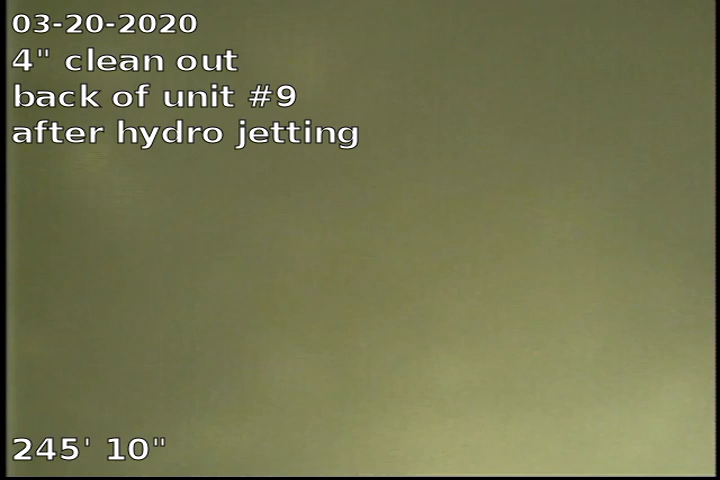 03-20-2020
4" clean out
back of unit #9
after hydro jetting
245' 10"